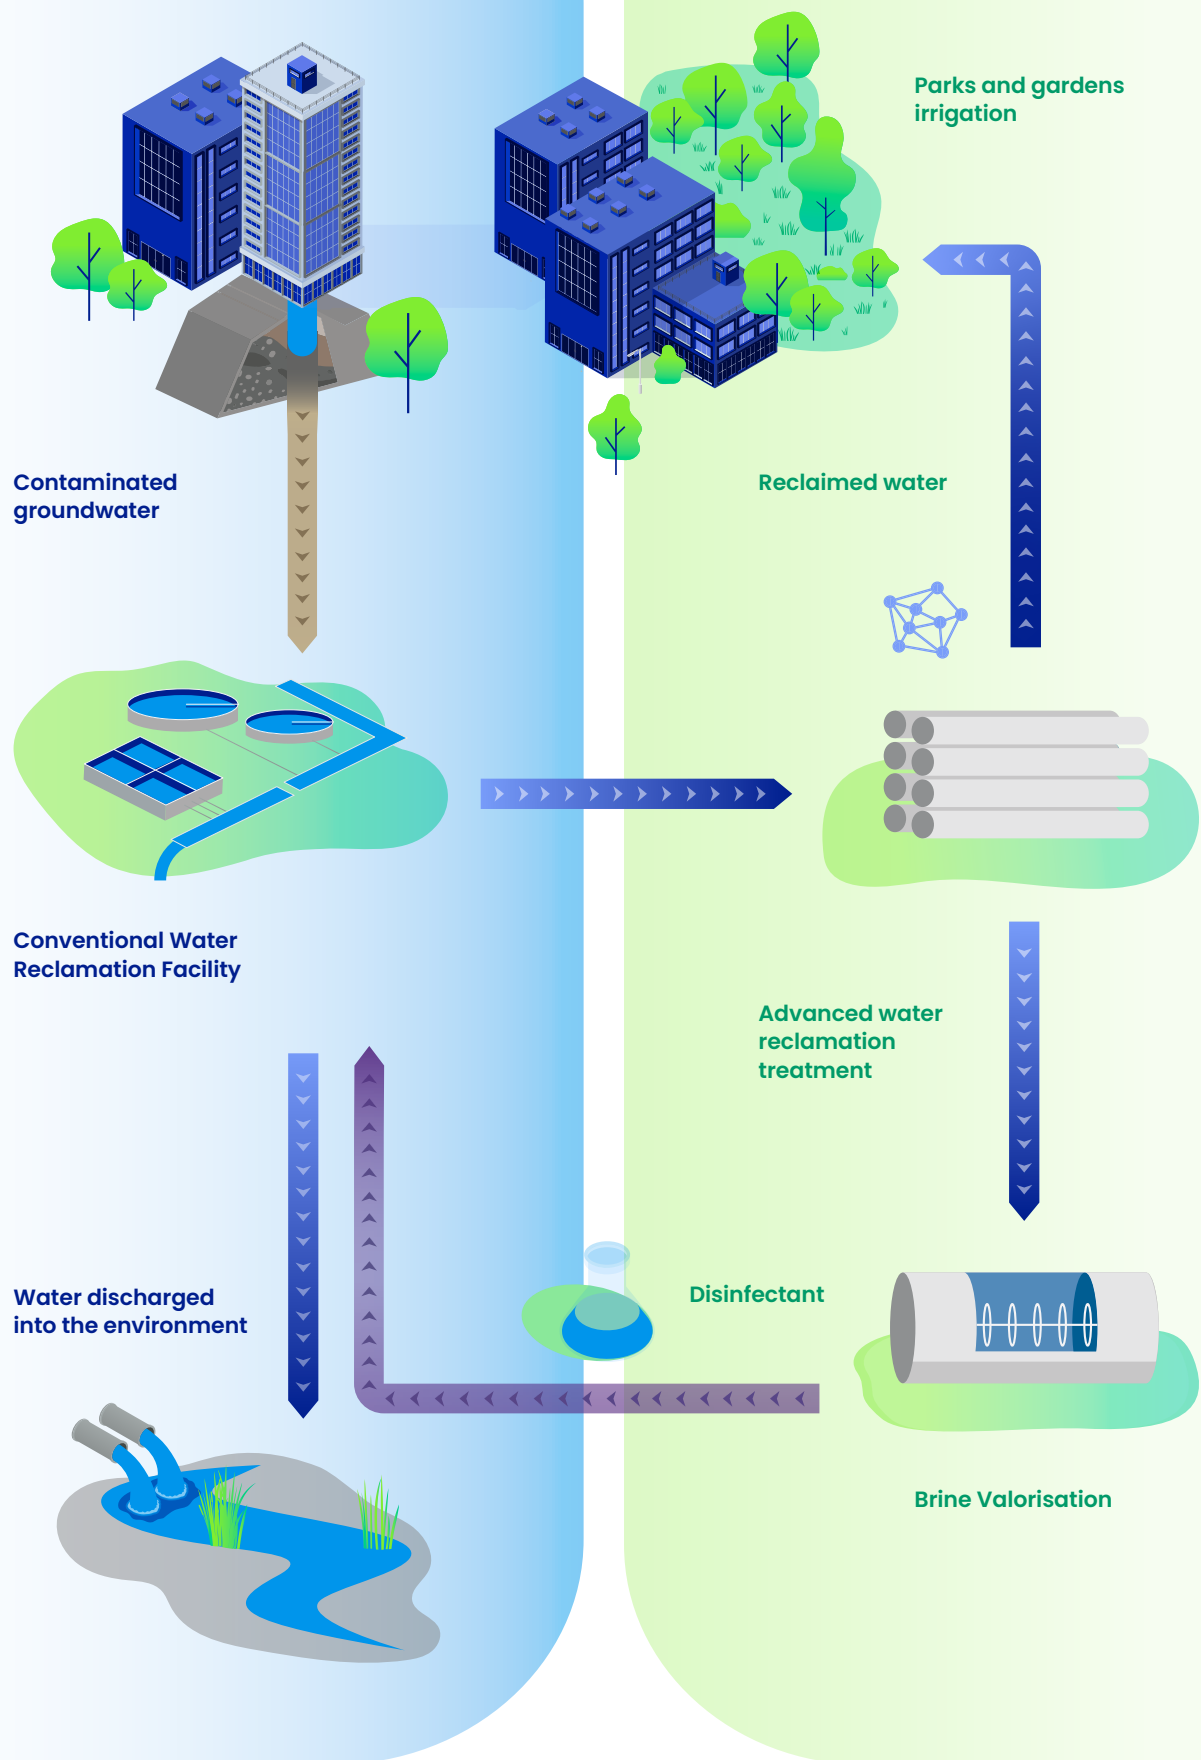 Parks and gardens
irrigation
Contaminated
groundwater
Reclaimed water
Conventional Water
Reclamation Facility
Advanced water
reclamation
treatment
Water discharged
into the environment
Disinfectant
Brine Valorisation